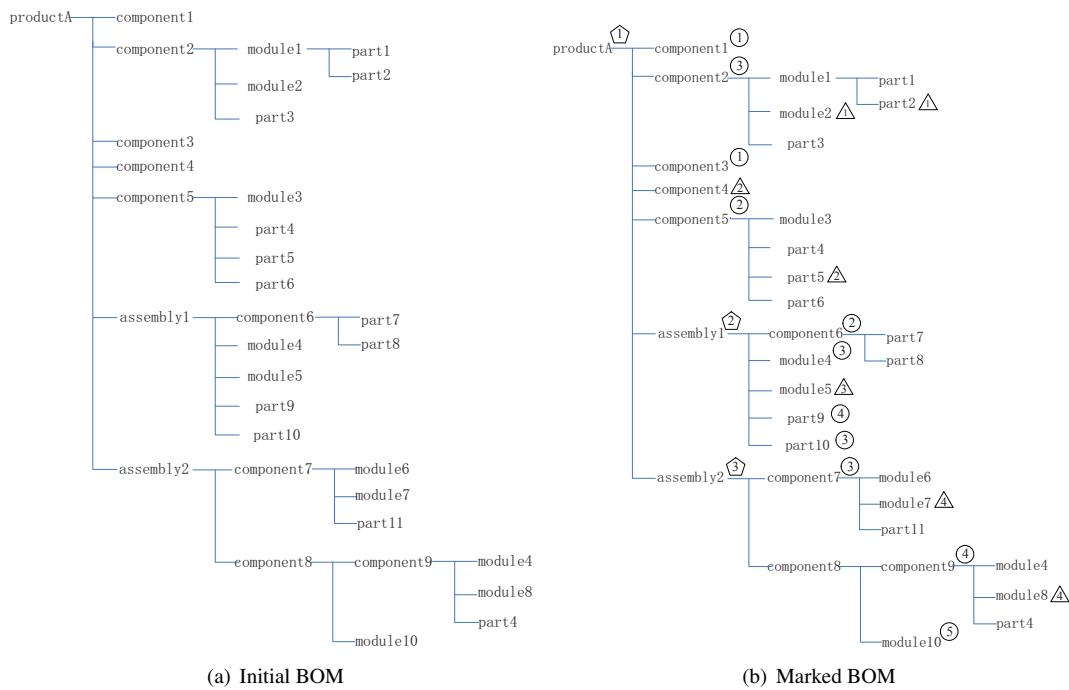 productA component1
component2 module1 part1
part2
module2
part3
component3
component4
component5 module3
part4
part5
part6
assembly1 component6 part7
module4 part8
module5
part9
part10
assembly2 component7 module6
module7
part11
component8 component9 module4
module8
part4
module10
(a) Initial BOM
productA 1 component1 1
component2 3 module1 part1
part2 1
module2 1
part3
component3 1
component4 2
component5 2 module3
part4
part5 2
part6
assembly1 2 component6 2 part7
module4 3 part8
module5 3
part9 4
part10 3
assembly2 3 component7 3 module6
module7 4
part11
component8 component9 4 module4
module8 4
part4
module10 5
(b) Marked BOM